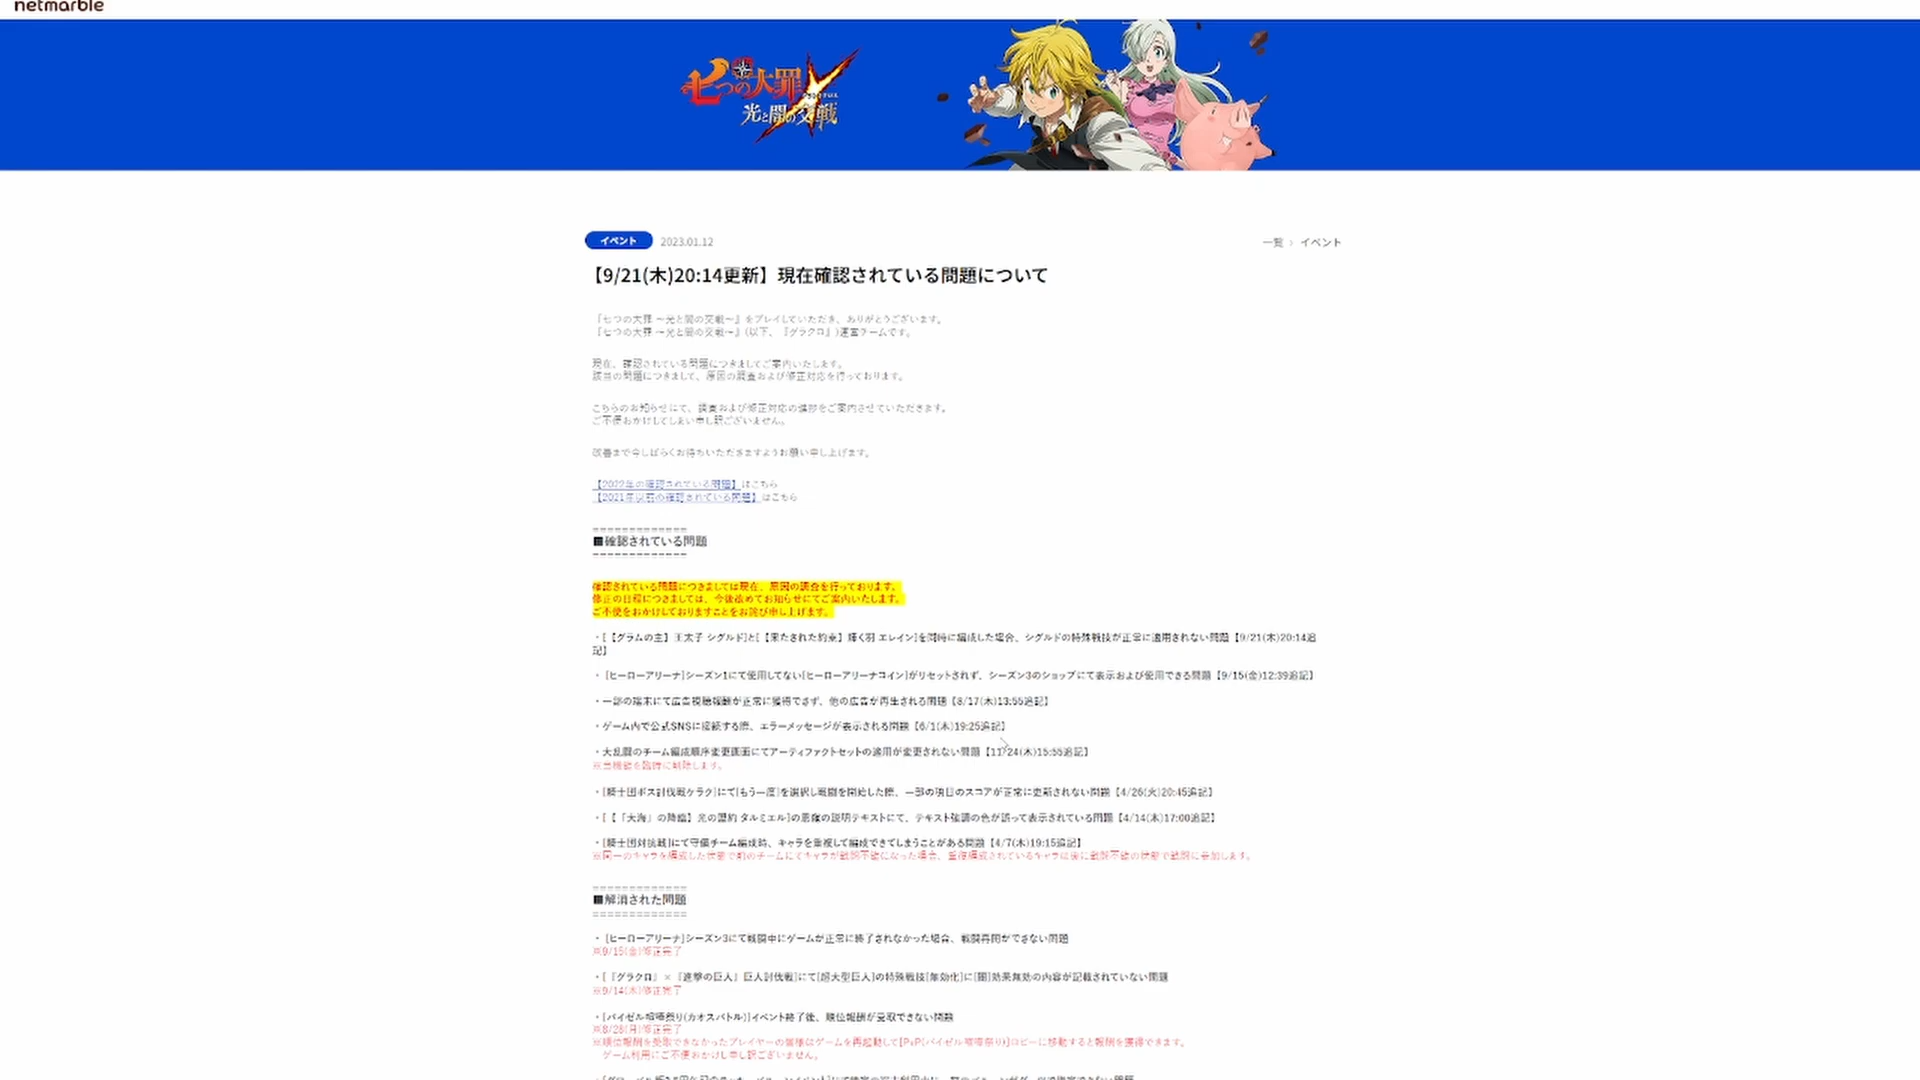 netmarble
七つの大罪
光と闇の交戦
イベント 2023.01.12
一覧 › イベント
【9/21(木)20:14更新】現在確認されている問題について
『七つの大罪 ～光と闇の交戦～』をプレイしていただき、ありがとうございます。
『七つの大罪 ～光と闇の交戦～』(以下、『グラクロ』)運営チームです。
現在、確認されている問題につきましてご案内いたします。
該当の問題につきまして、原因の調査および修正対応を行っております。
こちらのお知らせにて、調査および修正対応の進捗をご案内させていただきます。
ご不便おかけしてしまい申し訳ございません。
改善まで今しばらくお待ちいただきますようお願い申し上げます。
【2022年の確認されている問題】はこちら
【2021年以前の確認されている問題】はこちら
=============
■確認されている問題
=============
確認されている問題につきましては現在、原因の調査を行っております。
修正の日程につきましては、今後改めてお知らせにてご案内いたします。
ご不便をおかけしておりますことをお詫び申し上げます。
・[【グラムの主】王太子 シグルド]と[【果たされた約束】輝く羽 エレイン]を同時に編成した場合、シグルドの特殊戦技が正常に適用されない問題【9/21(木)20:14追
記】
・ [ヒーローアリーナ]シーズン1にて使用してない[ヒーローアリーナコイン]がリセットされず、シーズン3のショップにて表示および使用できる問題【9/15(金)12:39追記】
・一部の端末にて広告視聴報酬が正常に獲得できず、他の広告が再生される問題【8/17(木)13:55追記】
・ゲーム内で公式SNSに接続する際、エラーメッセージが表示される問題【6/1(木)19:25追記】
・大乱闘のチーム編成順序変更画面にてアーティファクトセットの適用が変更されない問題【11/24(木)15:55追記】
※当機能を臨時に削除します。
・[騎士団ボス討伐戦ケラク]にて[もう一度]を選択し戦闘を開始した際、一部の項目のスコアが正常に更新されない問題【4/26(火)20:45追記】
・[【「大海」の降臨】光の盟約 タルミエル]の恩寵の説明テキストにて、テキスト強調の色が誤って表示されている問題【4/14(木)17:00追記】
・[騎士団対抗戦]にて守備チーム編成時、キャラを重複して編成できてしまうことがある問題【4/7(木)19:15追記】
※同一のキャラを編成した状態で前のチームにてキャラが戦闘不能になった場合、重複編成されているキャラは後に戦闘不能の状態で戦闘に参加します。
=============
■解消された問題
=============
・ [ヒーローアリーナ]シーズン3にて戦闘中にゲームが正常に終了されなかった場合、戦闘再開ができない問題
※9/15(金)修正完了
・[『グラクロ』×『進撃の巨人』巨人討伐戦]にて[超大型巨人]の特殊戦技[無効化]に[闇]効果無効の内容が記載されていない問題
※9/14(木)修正完了
・[バイゼル喧嘩祭り(カオスバトル)]イベント終了後、順位報酬が受取できない問題
※8/28(月)修正完了
※順位報酬を受取できなかったプレイヤーの皆様はゲームを再起動して[PvP(バイゼル喧嘩祭り)]ロビーに移動すると報酬を獲得できます。
ゲーム利用にご不便おかけし申し訳ございません。